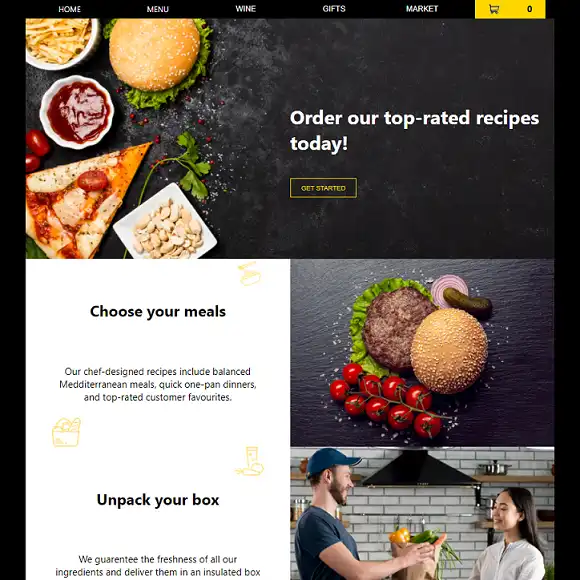 HOME MENU WINE GIFTS MARKET 0
Order our top-rated recipes
today!
GET STARTED
Choose your meals
Our chef-designed recipes include balanced
Medditerranean meals, quick one-pan dinners,
and top-rated customer favourites.
Unpack your box
We guarentee the freshness of all our
ingredients and deliver them in an insulated box